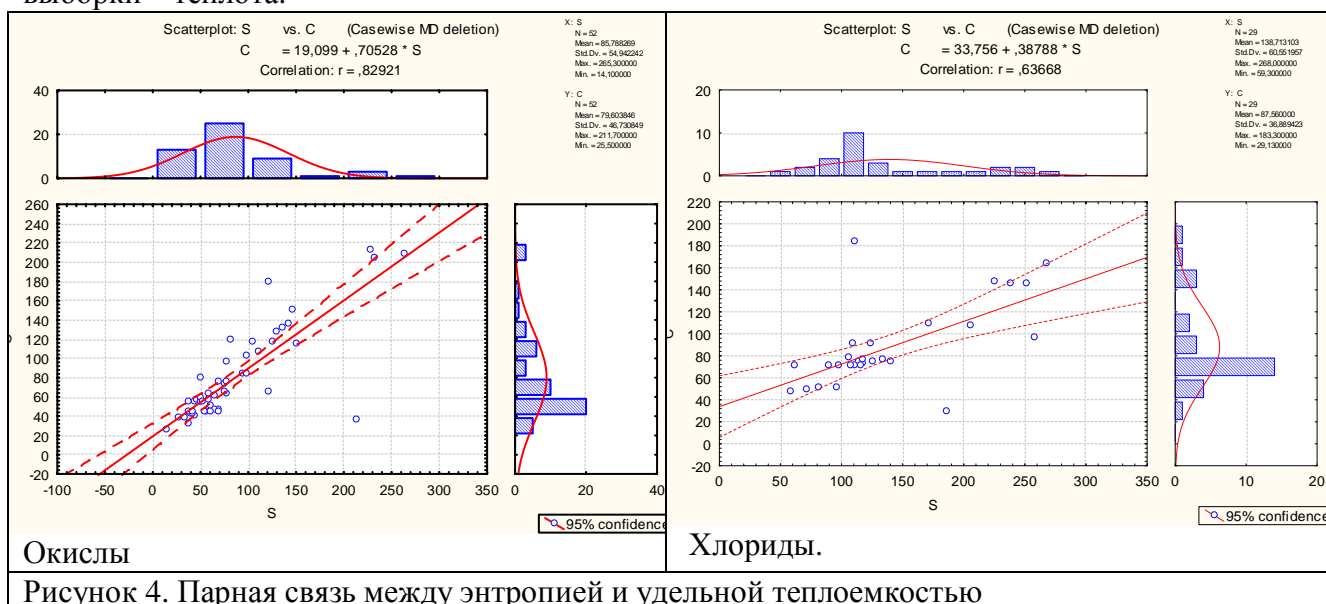 выборки – теплота.
Scatterplot: S vs. C (Casewise MD deletion)
C = 19,099 + ,70528 * S
Correlation: r = ,82921
X: S
N = 52
Mean = 85,788269
Std.Dv. = 54,942242
Max. = 265,300000
Min. = 14,100000
Y: C
N = 52
Mean = 79,603846
Std.Dv. = 46,730849
Max. = 211,700000
Min. = 25,500000
40
20
0
260
240
220
200
180
160
140
120
100
80
60
40
20
0
-20
-100 -50 0 50 100 150 200 250 300 350
0 20 40
S
C
95% confidence
Окислы
Scatterplot: S vs. C (Casewise MD deletion)
C = 33,756 + ,38788 * S
Correlation: r = ,63668
X: S
N = 29
Mean = 138,713103
Std.Dv. = 60,551957
Max. = 268,000000
Min. = 59,300000
Y: C
N = 29
Mean = 87,560000
Std.Dv. = 36,889423
Max. = 183,300000
Min. = 29,130000
20
10
0
220
200
180
160
140
120
100
80
60
40
20
0
-20
0 50 100 150 200 250 300 350
0 10 20
S
C
95% confidence
Хлориды.
Рисунок 4. Парная связь между энтропией и удельной теплоемкостью